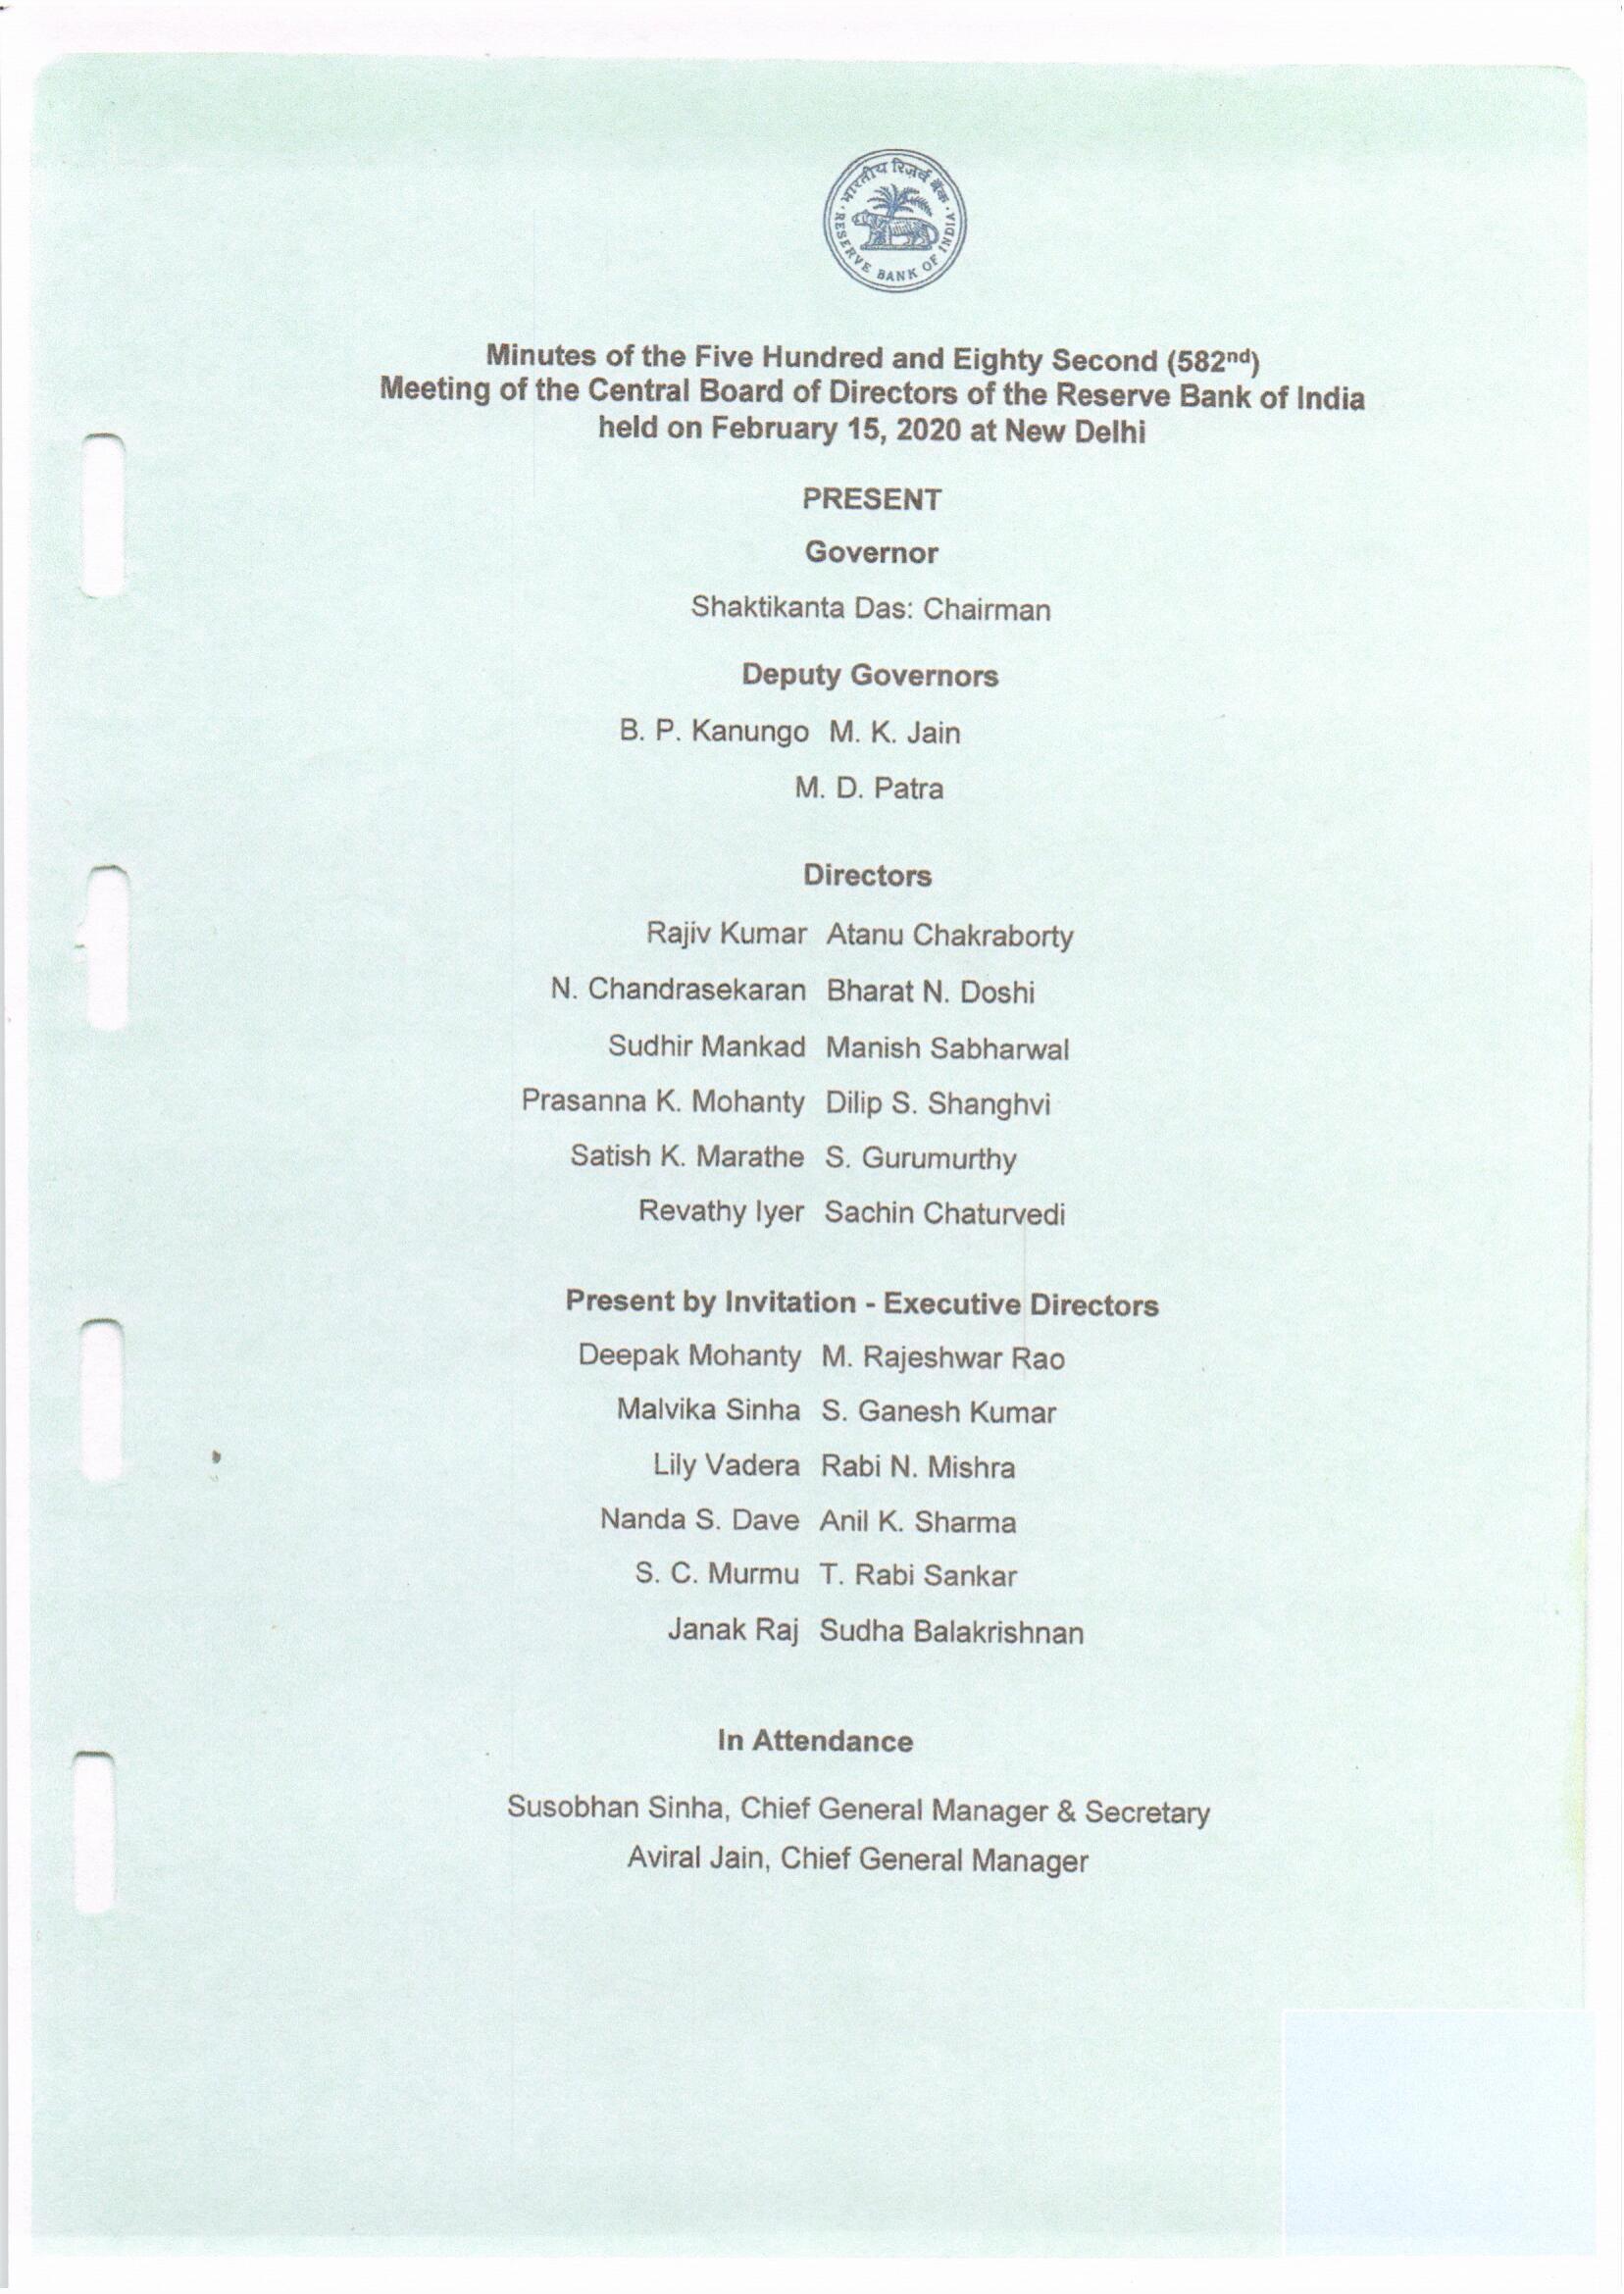 भारतीय रिज़र्व बैंक
RESERVE BANK OF INDIA
Minutes of the Five Hundred and Eighty Second (582nd)
Meeting of the Central Board of Directors of the Reserve Bank of India
held on February 15, 2020 at New Delhi
PRESENT
Governor
Shaktikanta Das: Chairman
Deputy Governors
B. P. Kanungo M. K. Jain
M. D. Patra
Directors
Rajiv Kumar Atanu Chakraborty
N. Chandrasekaran Bharat N. Doshi
Sudhir Mankad Manish Sabharwal
Prasanna K. Mohanty Dilip S. Shanghvi
Satish K. Marathe S. Gurumurthy
Revathy Iyer Sachin Chaturvedi
Present by Invitation - Executive Directors
Deepak Mohanty M. Rajeshwar Rao
Malvika Sinha S. Ganesh Kumar
Lily Vadera Rabi N. Mishra
Nanda S. Dave Anil K. Sharma
S. C. Murmu T. Rabi Sankar
Janak Raj Sudha Balakrishnan
In Attendance
Susobhan Sinha, Chief General Manager & Secretary
Aviral Jain, Chief General Manager